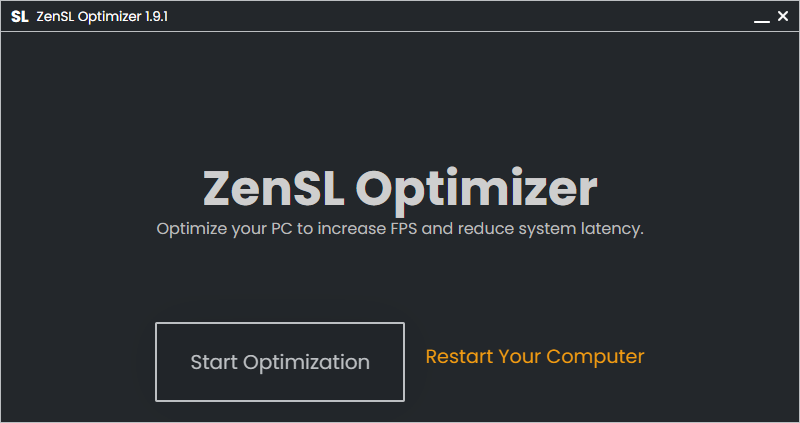 SL ZenSL Optimizer 1.9.1
ZenSL Optimizer
Optimize your PC to increase FPS and reduce system latency.
Start Optimization
Restart Your Computer